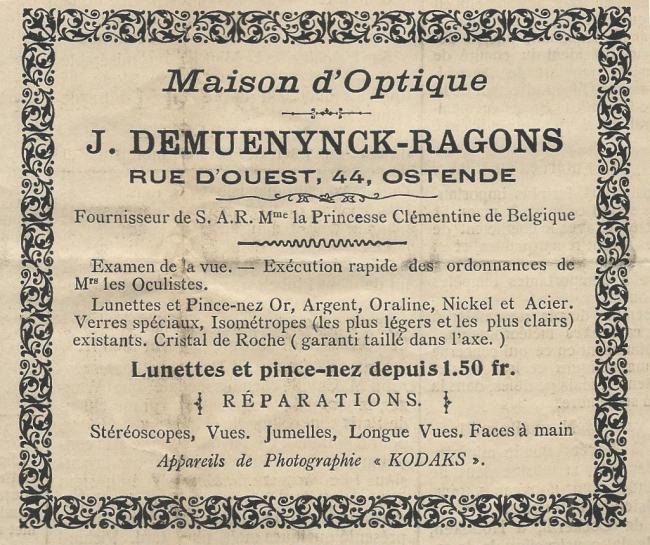 Maison d'Optique
J. DEMUENYNCK-RAGONS
RUE D'OUEST, 44, OSTENDE
Fournisseur de S. A.R. Mme la Princesse Clémentine de Belgique
Examen de la vue. — Exécution rapide des ordonnances de
Mrs les Oculistes.
Lunettes et Pince-nez Or, Argent, Oraline, Nickel et Acier.
Verres spéciaux, Isométropes (les plus légers et les plus clairs)
existants. Cristal de Roche ( garanti taillé dans l'axe. )
Lunettes et pince-nez depuis 1.50 fr.
RÉPARATIONS.
Stéréoscopes, Vues. Jumelles, Longue Vues. Faces à main
Appareils de Photographie « KODAKS ».